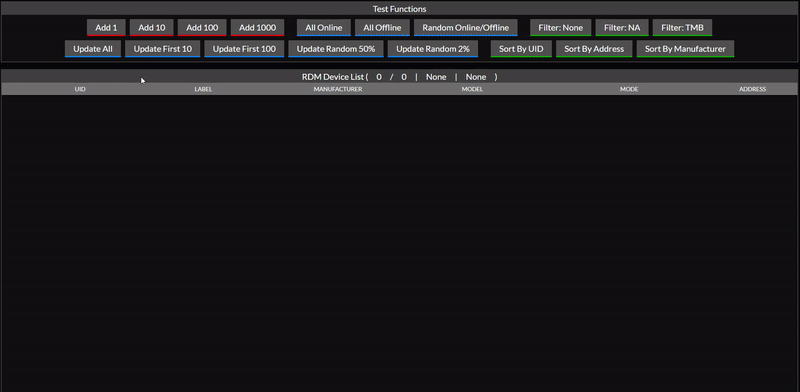 Test Functions
Add 1 Add 10 Add 100 Add 1000 All Online All Offline Random Online/Offline Filter: None Filter: NA Filter: TMB
Update All Update First 10 Update First 100 Update Random 50% Update Random 2% Sort By UID Sort By Address Sort By Manufacturer
RDM Device List ( 0 / 0 | None | None )
UID LABEL MANUFACTURER MODEL MODE ADDRESS